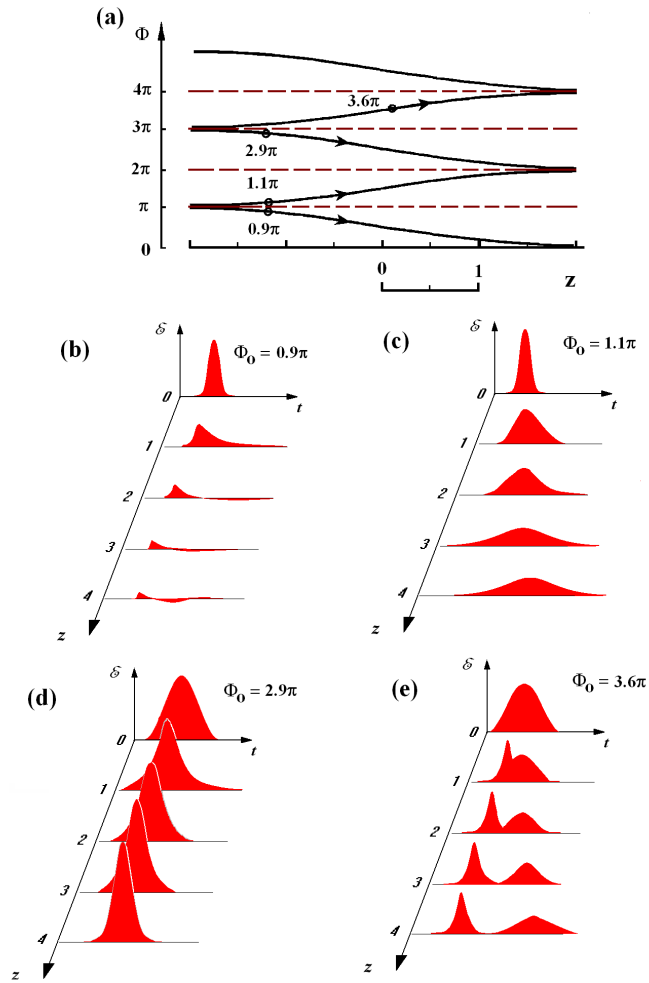 (a)
Φ
4π
3.6π
3π
2.9π
2π
1.1π
π
0.9π
0
0 1 z
(b)
ℰ
Φ₀ = 0.9π
0 t
1
2
3
4
z
(c)
ℰ
Φ₀ = 1.1π
0 t
1
2
3
4
z
(d)
ℰ
Φ₀ = 2.9π
0 t
1
2
3
4
z
(e)
ℰ
Φ₀ = 3.6π
0 t
1
2
3
4
z